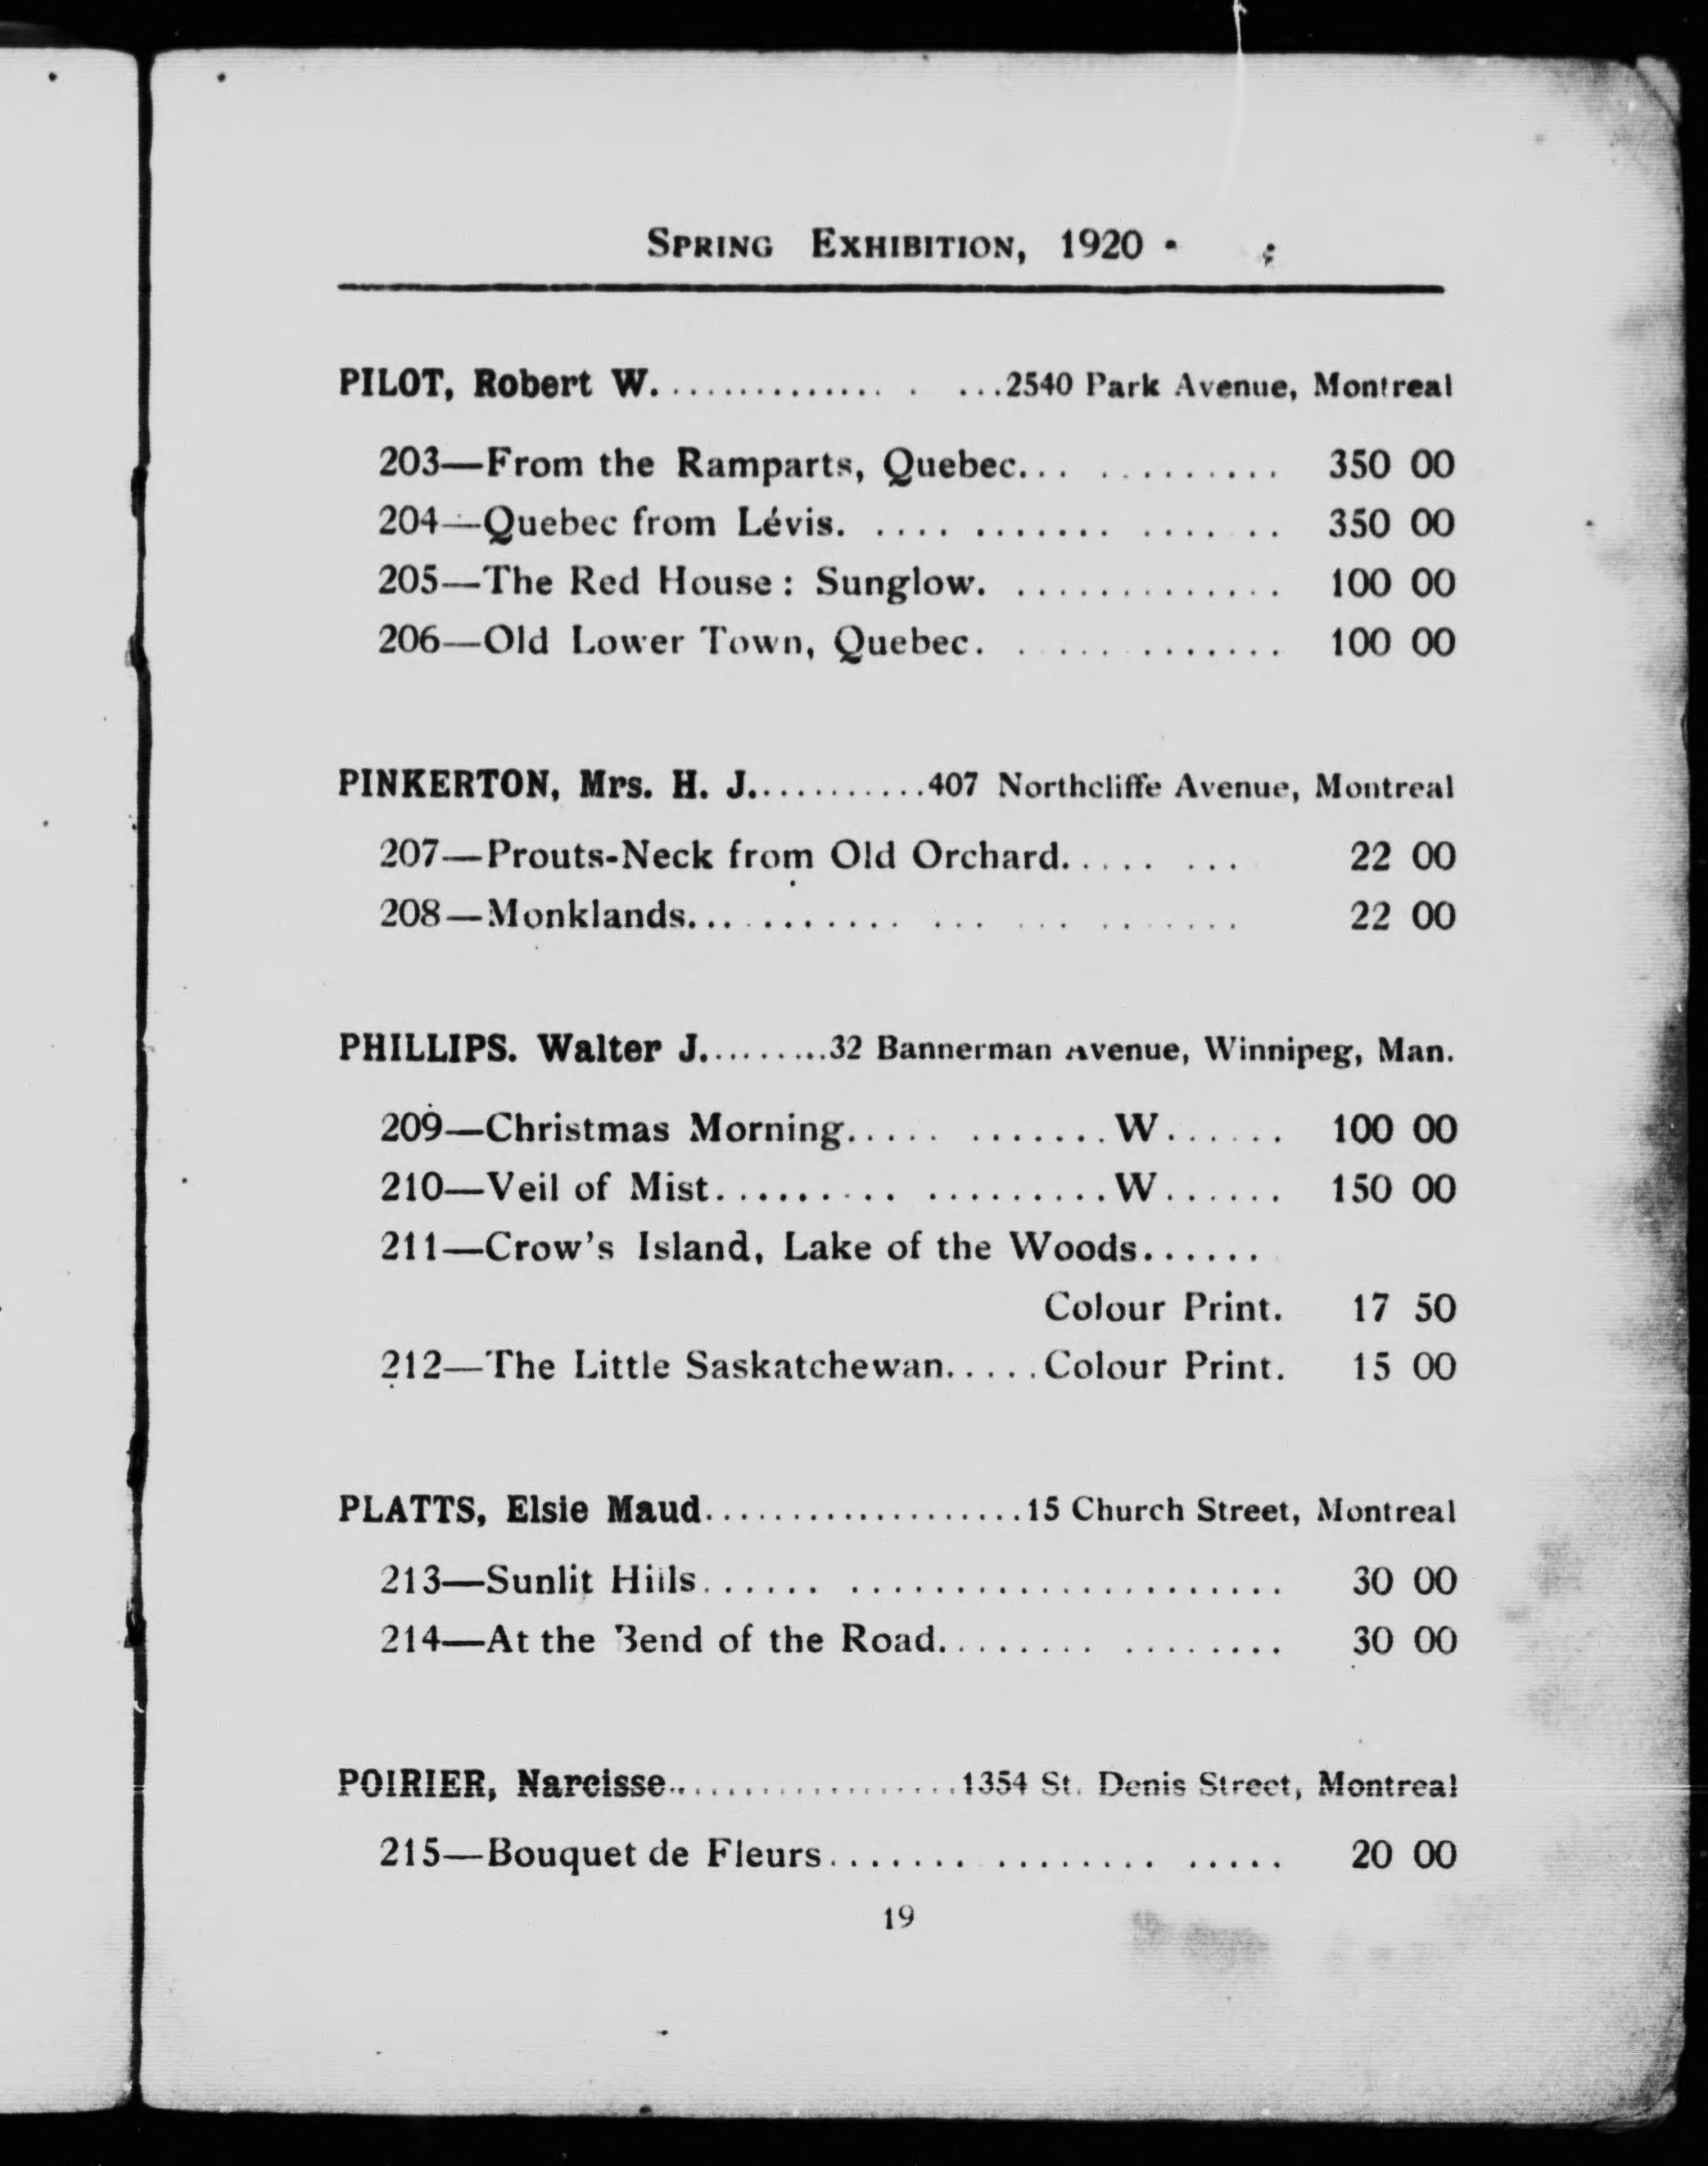 SPRING EXHIBITION, 1920
PILOT, Robert W. .................. 2540 Park Avenue, Montreal
203—From the Ramparts, Quebec............. 350 00
204—Quebec from Lévis. ................... 350 00
205—The Red House: Sunglow. ............. 100 00
206—Old Lower Town, Quebec. ............. 100 00
PINKERTON, Mrs. H. J............407 Northcliffe Avenue, Montreal
207—Prouts-Neck from Old Orchard........ 22 00
208—Monklands........................ 22 00
PHILLIPS. Walter J..........32 Bannerman Avenue, Winnipeg, Man.
209—Christmas Morning............W...... 100 00
210—Veil of Mist...................W...... 150 00
211—Crow's Island, Lake of the Woods......
Colour Print. 17 50
212—The Little Saskatchewan.....Colour Print. 15 00
PLATTS, Elsie Maud...................15 Church Street, Montreal
213—Sunlit Hills........................... 30 00
214—At the Bend of the Road................ 30 00
POIRIER, Narcisse..................1354 St. Denis Street, Montreal
215—Bouquet de Fleurs..................... 20 00
19